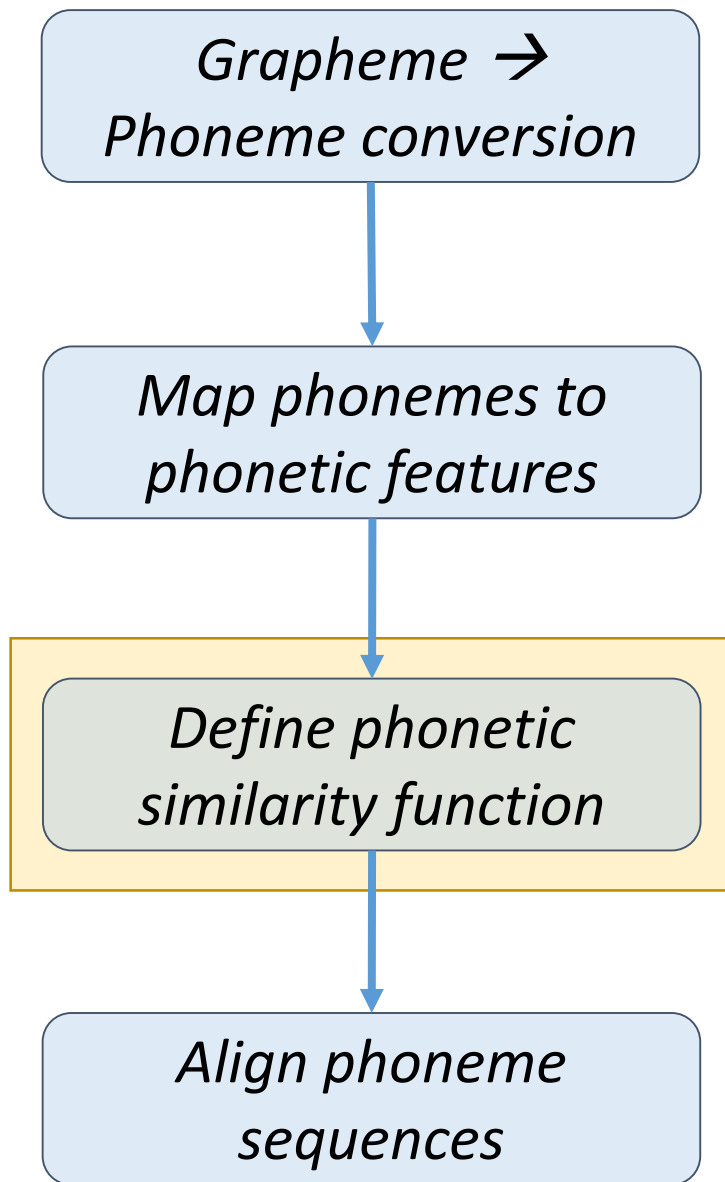 Grapheme →
Phoneme conversion
Map phonemes to
phonetic features
Define phonetic
similarity function
Align phoneme
sequences